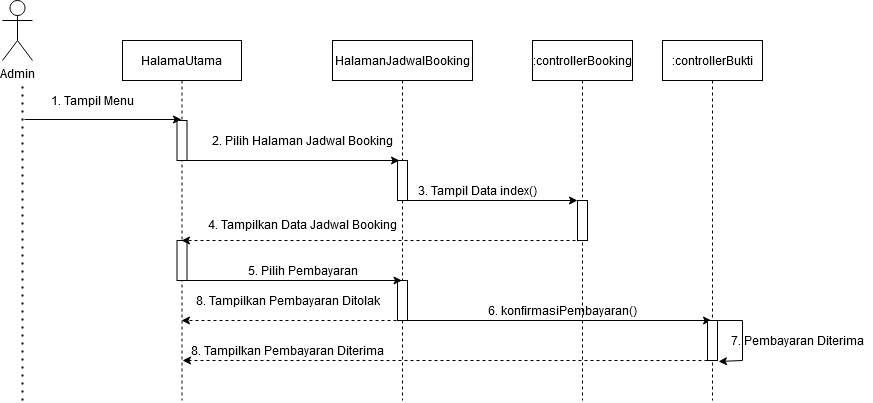 Admin
HalamaUtama
HalamanJadwalBooking
:controllerBooking
:controllerBukti
1. Tampil Menu
2. Pilih Halaman Jadwal Booking
3. Tampil Data index()
4. Tampilkan Data Jadwal Booking
5. Pilih Pembayaran
8. Tampilkan Pembayaran Ditolak
6. konfirmasiPembayaran()
7. Pembayaran Diterima
8. Tampilkan Pembayaran Diterima